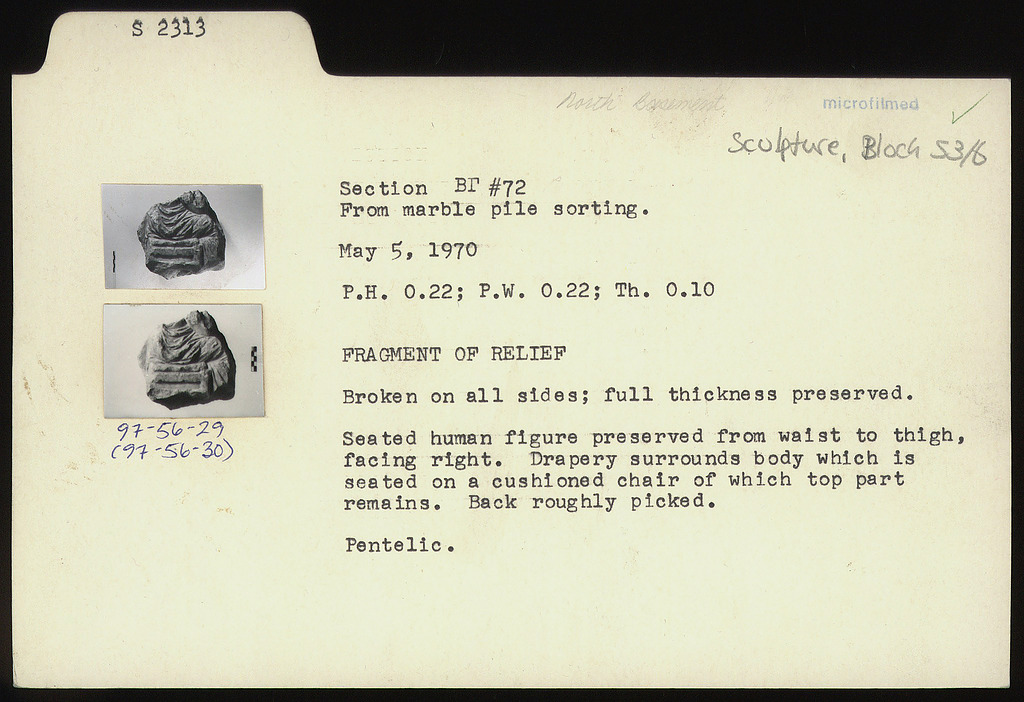 S 2313
North Basement
microfilmed
Sculpture, Block 53/6
Section ΒΓ #72
From marble pile sorting.
May 5, 1970
P.H. 0.22; P.W. 0.22; Th. 0.10
FRAGMENT OF RELIEF
Broken on all sides; full thickness preserved.
97-56-29
(97-56-30)
Seated human figure preserved from waist to thigh,
facing right. Drapery surrounds body which is
seated on a cushioned chair of which top part
remains. Back roughly picked.
Pentelic.